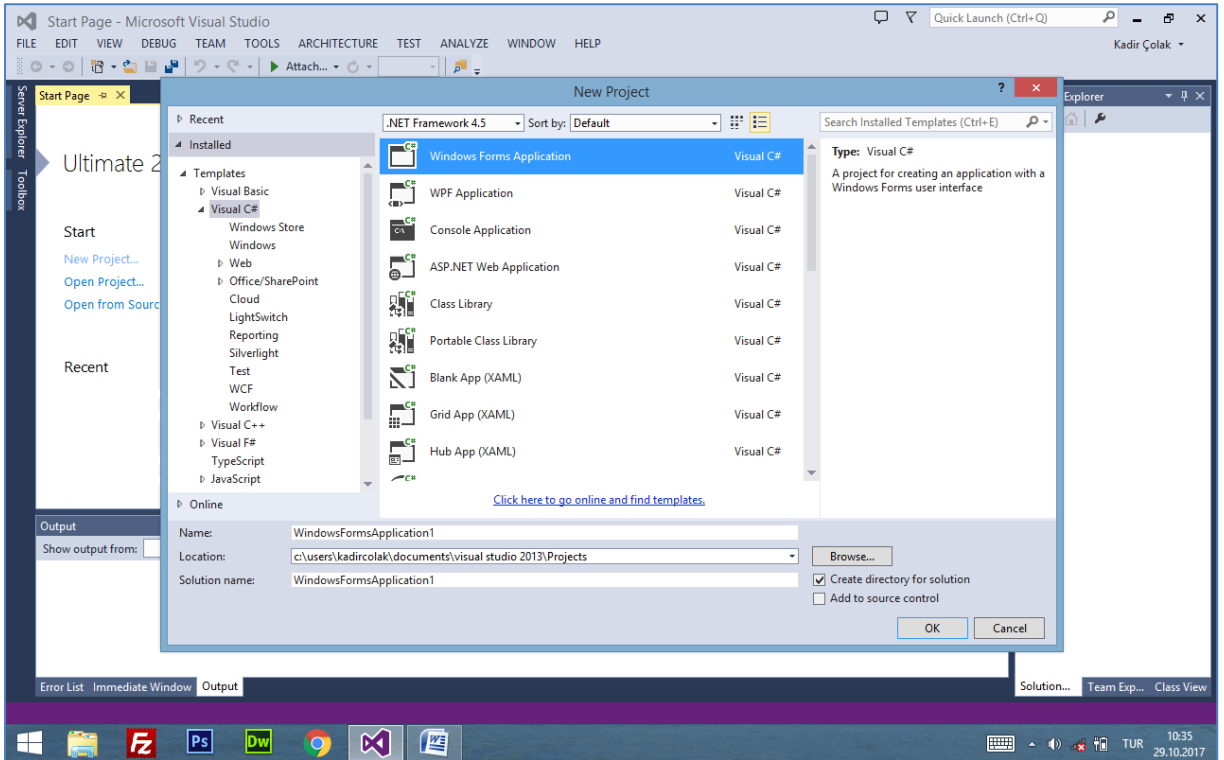 Start Page - Microsoft Visual Studio
Quick Launch (Ctrl+Q)
FILE EDIT VIEW DEBUG TEAM TOOLS ARCHITECTURE TEST ANALYZE WINDOW HELP
Kadir Çolak
Attach...
Server Explorer
Toolbox
Start Page
Ultimate 2
Start
New Project...
Open Project...
Open from Sourc
Recent
Explorer
New Project
Recent
Installed
Templates
Visual Basic
Visual C#
Windows Store
Windows
Web
Office/SharePoint
Cloud
LightSwitch
Reporting
Silverlight
Test
WCF
Workflow
Visual C++
Visual F#
TypeScript
JavaScript
Online
.NET Framework 4.5 Sort by: Default
Windows Forms Application Visual C#
WPF Application Visual C#
Console Application Visual C#
ASP.NET Web Application Visual C#
Class Library Visual C#
Portable Class Library Visual C#
Blank App (XAML) Visual C#
Grid App (XAML) Visual C#
Hub App (XAML) Visual C#
Click here to go online and find templates.
Search Installed Templates (Ctrl+E)
Type: Visual C#
A project for creating an application with a
Windows Forms user interface
Name: WindowsFormsApplication1
Location: c:\users\kadircolak\documents\visual studio 2013\Projects
Browse...
Solution name: WindowsFormsApplication1
Create directory for solution
Add to source control
OK Cancel
Output
Show output from:
Error List Immediate Window Output
Solution... Team Exp... Class View
Ps
Dw
TUR
10:35
29.10.2017